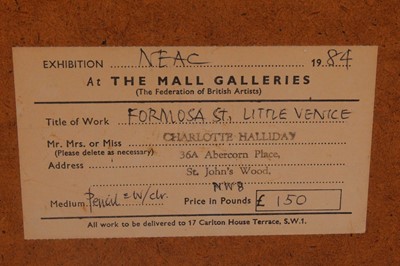 EXHIBITION NEAC 1984
At THE MALL GALLERIES
(The Federation of British Artists)
Title of Work FORMOSA ST, LITTLE VENICE
Mr. Mrs. or Miss CHARLOTTE HALLIDAY
(Please delete as necessary) 36A Abercorn Place,
Address St. John's Wood,
NW8
Medium Pencil & W/clr. Price in Pounds £ 150
All work to be delivered to 17 Carlton House Terrace, S.W.1.